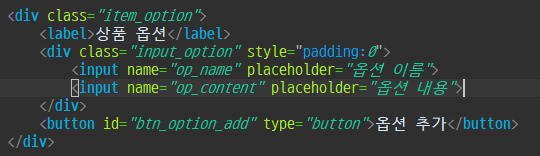 <div class="item_option">
<label>상품 옵션</label>
<div class="input_option" style="padding:0">
<input name="op_name" placeholder="옵션 이름">
<input name="op_content" placeholder="옵션 내용">
</div>
<button id="btn_option_add" type="button">옵션 추가</button>
</div>